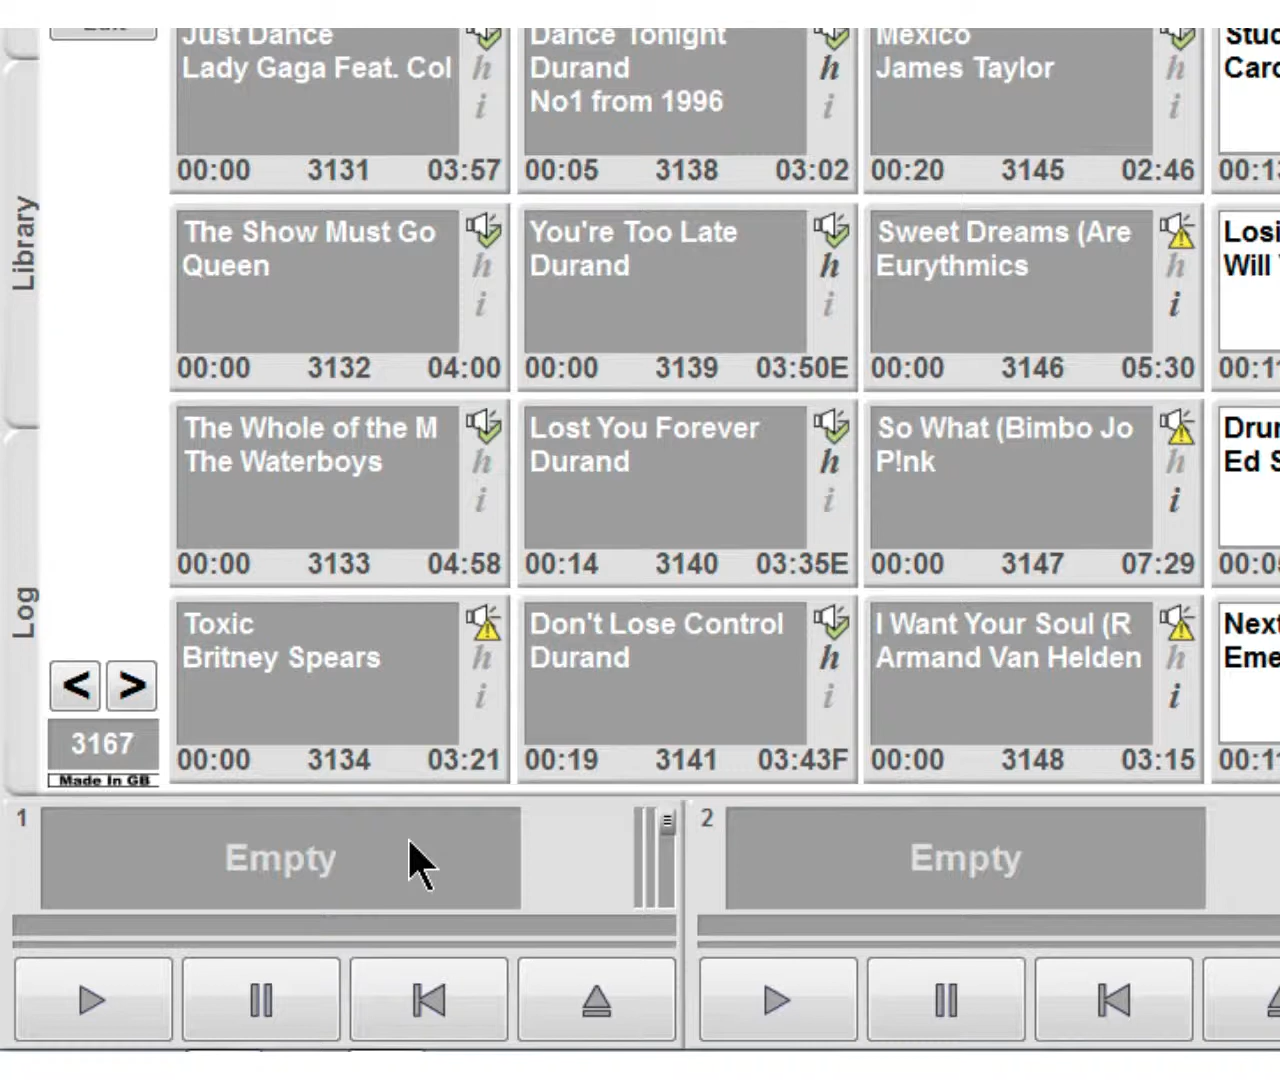 Just Dance
Lady Gaga Feat. Col
h
i
00:00 3131 03:57
Dance Tonight
Durand
No1 from 1996
h
i
00:05 3138 03:02
Mexico
James Taylor
h
i
00:20 3145 02:46
Library
The Show Must Go
Queen
h
i
00:00 3132 04:00
You're Too Late
Durand
h
i
00:00 3139 03:50E
Sweet Dreams (Are
Eurythmics
h
i
00:00 3146 05:30
Losi
Will
The Whole of the M
The Waterboys
h
i
00:00 3133 04:58
Lost You Forever
Durand
h
i
00:14 3140 03:35E
So What (Bimbo Jo
P!nk
h
i
00:00 3147 07:29
Ed S
Log
Toxic
Britney Spears
h
i
00:00 3134 03:21
Don't Lose Control
Durand
h
i
00:19 3141 03:43F
I Want Your Soul (R
Armand Van Helden
h
i
00:00 3148 03:15
Next
Eme
< >
3167
Made In GB
1
Empty
2
Empty